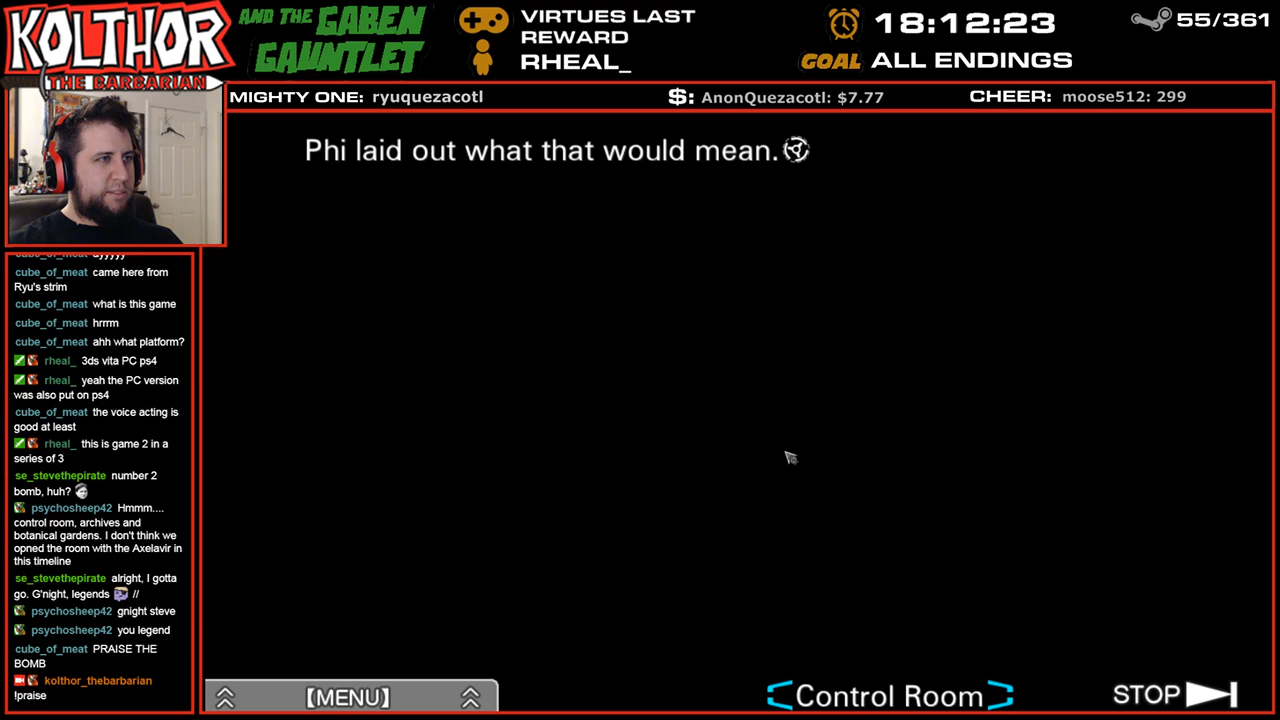 KOLTHOR
THE BARBARIAN
AND THE GABEN
GAUNTLET
VIRTUES LAST
REWARD
RHEAL_
18:12:23
GOAL ALL ENDINGS
55/361
MIGHTY ONE: ryuquezacotl
$: AnonQuezacotl: $7.77
CHEER: moose512: 299
Phi laid out what that would mean.
cube_of_meat ayyyyy
cube_of_meat came here from
Ryu's strim
cube_of_meat what is this game
cube_of_meat hrrrm
cube_of_meat ahh what platform?
rheal_ 3ds vita PC ps4
rheal_ yeah the PC version
was also put on ps4
cube_of_meat the voice acting is
good at least
rheal_ this is game 2 in a
series of 3
se_stevethepirate number 2
bomb, huh?
psychosheep42 Hmmm....
control room, archives and
botanical gardens. I don't think we
opned the room with the Axelavir in
this timeline
se_stevethepirate alright, I gotta
go. G'night, legends //
psychosheep42 gnight steve
psychosheep42 you legend
cube_of_meat PRAISE THE
BOMB
kolthor_thebarbarian
!praise
[MENU]
Control Room
STOP